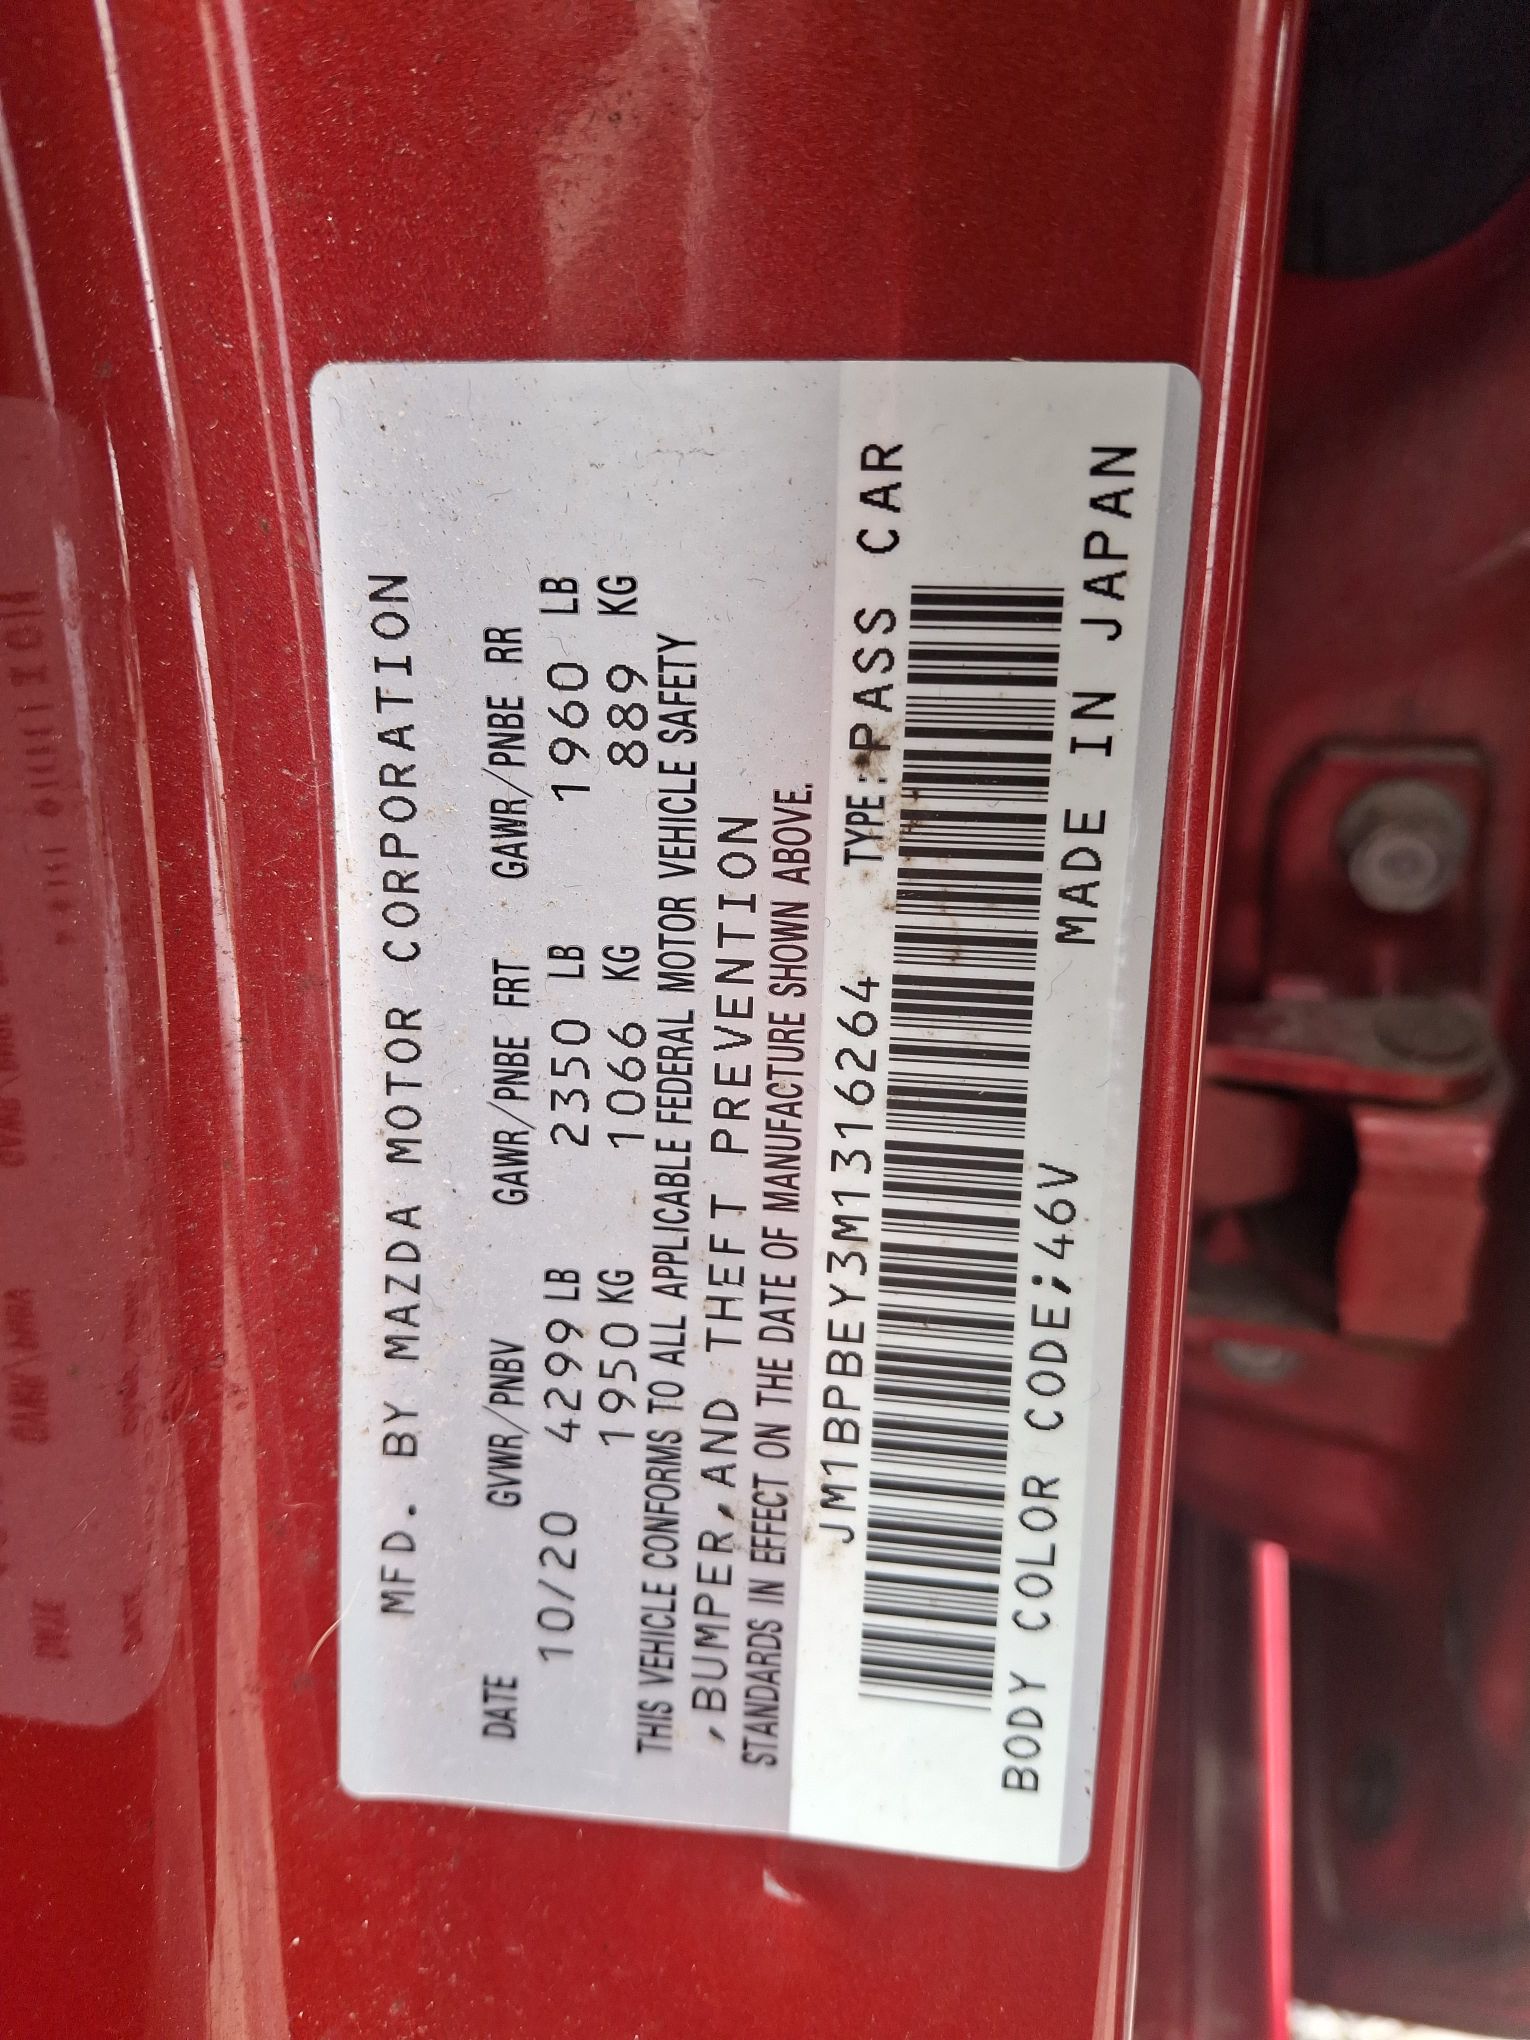 MFD. BY MAZDA MOTOR CORPORATION
DATE GVWR/PNBV GAWR/PNBE FRT GAWR/PNBE RR
10/20 4299 LB 2350 LB 1960 LB
1950 KG 1066 KG 889 KG
THIS VEHICLE CONFORMS TO ALL APPLICABLE FEDERAL MOTOR VEHICLE SAFETY
,BUMPER,AND THEFT PREVENTION
STANDARDS IN EFFECT ON THE DATE OF MANUFACTURE SHOWN ABOVE.
JM1BPBEY3M1316264 TYPE:PASS CAR
BODY COLOR CODE;46V MADE IN JAPAN